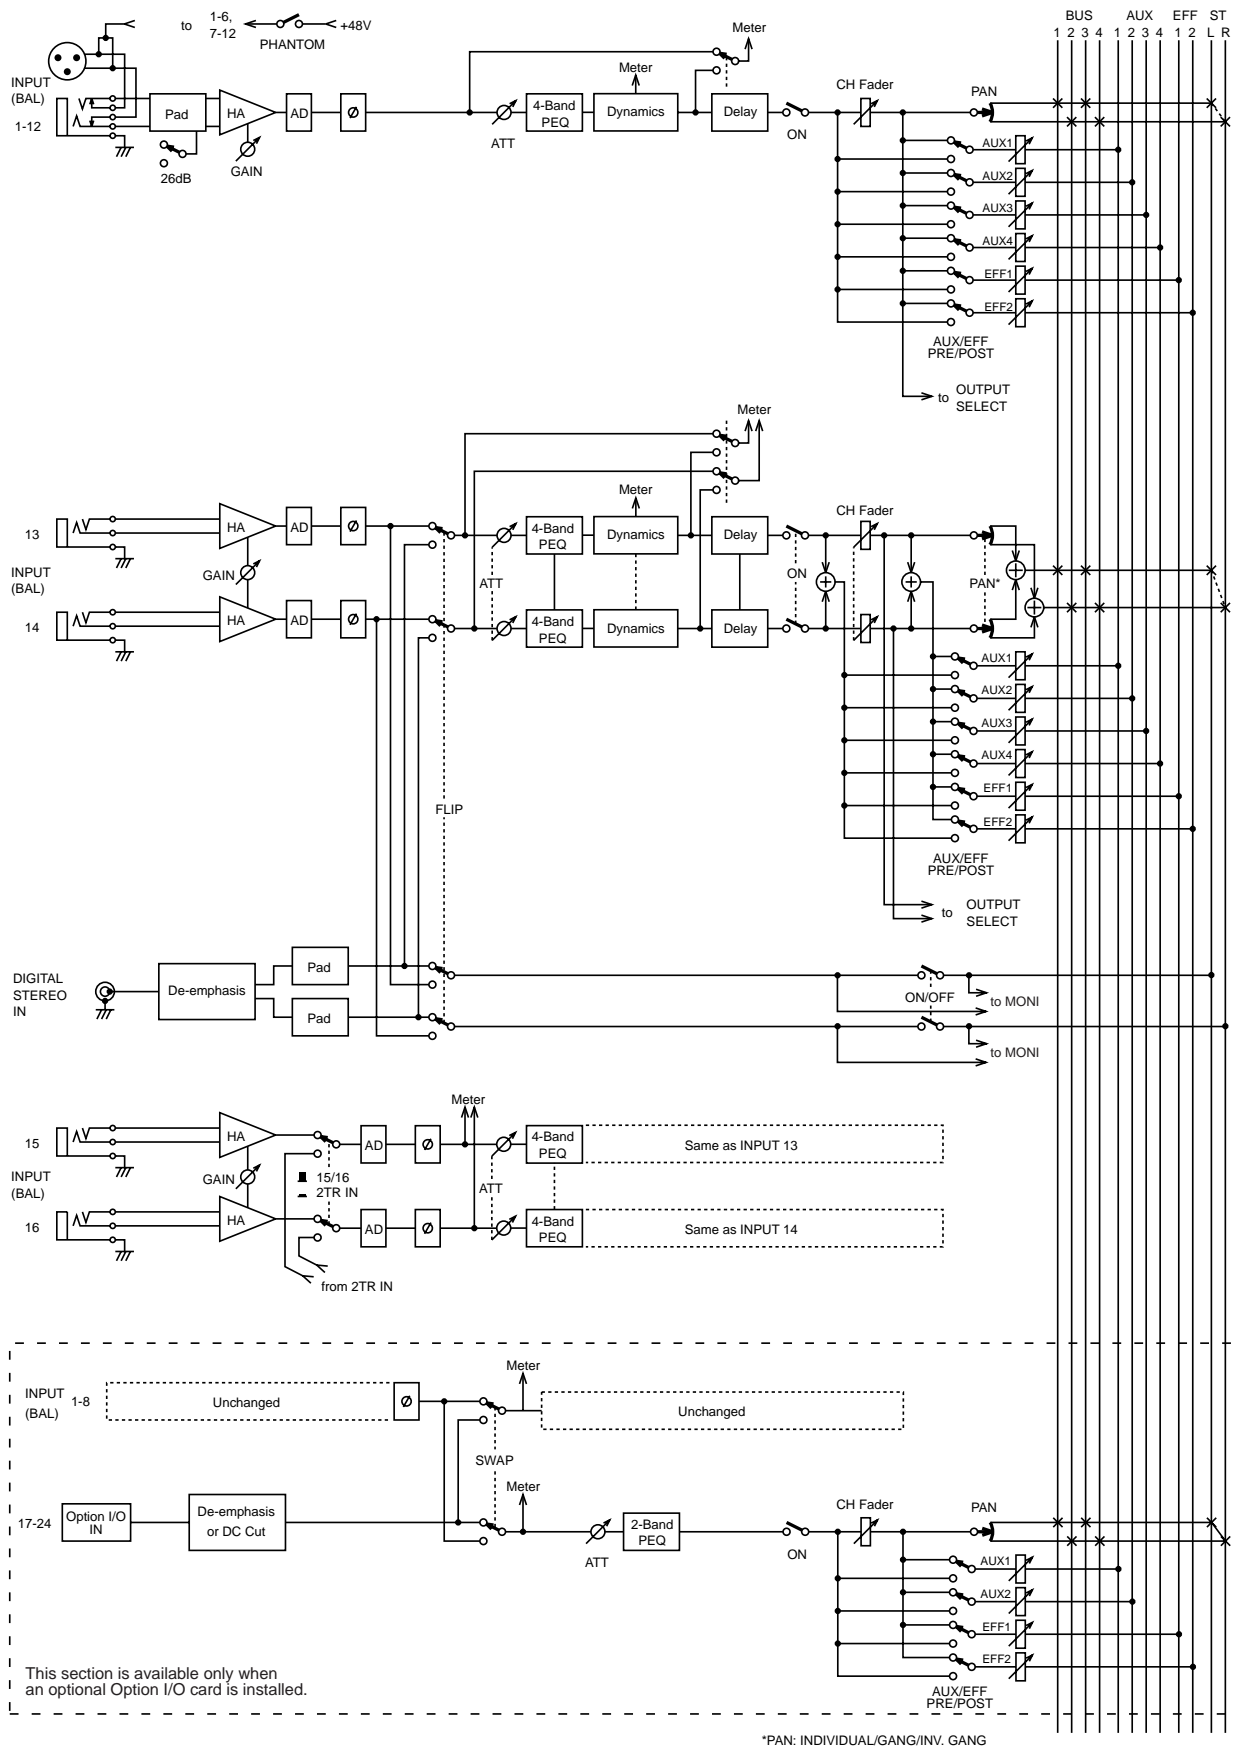 BUS AUX EFF ST
1 2 3 4 1 2 3 4 1 2 L R
to 1-6, 7-12
+48V
PHANTOM
INPUT
(BAL)
1-12
Pad
26dB
HA
GAIN
AD
Ø
ATT
4-Band
PEQ
Meter
Dynamics
Meter
Delay
ON
CH Fader
PAN
AUX1
AUX2
AUX3
AUX4
EFF1
EFF2
AUX/EFF
PRE/POST
to OUTPUT
SELECT
Meter
13
INPUT
(BAL)
14
HA
GAIN
HA
AD
AD
Ø
Ø
ATT
4-Band
PEQ
4-Band
PEQ
Meter
Dynamics
Dynamics
Delay
Delay
ON
CH Fader
PAN*
AUX1
AUX2
AUX3
AUX4
EFF1
EFF2
AUX/EFF
PRE/POST
to OUTPUT
SELECT
FLIP
DIGITAL
STEREO
IN
De-emphasis
Pad
Pad
ON/OFF
to MONI
to MONI
15
INPUT
(BAL)
16
HA
GAIN
HA
15/16
2TR IN
from 2TR IN
AD
AD
Ø
Ø
Meter
ATT
4-Band
PEQ
4-Band
PEQ
Same as INPUT 13
Same as INPUT 14
INPUT 1-8
(BAL)
Unchanged
Ø
Meter
Unchanged
SWAP
Meter
17-24
Option I/O
IN
De-emphasis
or DC Cut
ATT
2-Band
PEQ
ON
CH Fader
PAN
AUX1
AUX2
EFF1
EFF2
AUX/EFF
PRE/POST
This section is available only when
an optional Option I/O card is installed.
*PAN: INDIVIDUAL/GANG/INV. GANG